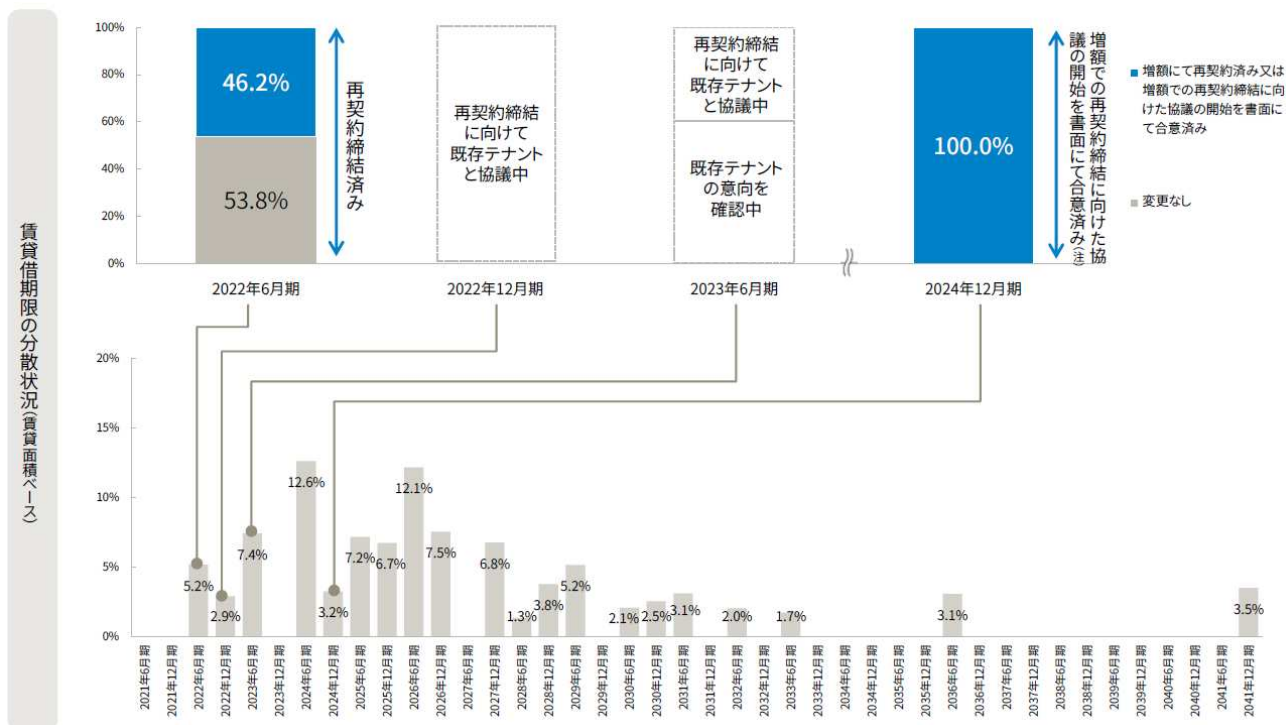 賃貸借期限の分散状況(賃貸面積ベース)
100%
80%
60%
40%
20%
0%
46.2%
53.8%
再契約締結済み
再契約締結
に向けて
既存テナント
と協議中
再契約締結
に向けて
既存テナント
と協議中
既存テナント
の意向を
確認中
100.0%
増額での再契約締結に向けた協
議の開始を書面にて合意済み(注)
増額にて再契約済み又は
増額での再契約締結に向
けた協議の開始を書面に
て合意済み
変更なし
2022年6月期
2022年12月期
2023年6月期
2024年12月期
20%
15%
10%
5%
0%
5.2%
2.9%
7.4%
12.6%
3.2%
7.2%
6.7%
12.1%
7.5%
6.8%
1.3%
3.8%
5.2%
2.1%
2.5%
3.1%
2.0%
1.7%
3.1%
3.5%
2021年6月期
2021年12月期
2022年6月期
2022年12月期
2023年6月期
2023年12月期
2024年6月期
2024年12月期
2025年6月期
2025年12月期
2026年6月期
2026年12月期
2027年6月期
2027年12月期
2028年6月期
2028年12月期
2029年6月期
2029年12月期
2030年6月期
2030年12月期
2031年6月期
2031年12月期
2032年6月期
2032年12月期
2033年6月期
2033年12月期
2034年6月期
2034年12月期
2035年6月期
2035年12月期
2036年6月期
2036年12月期
2037年6月期
2037年12月期
2038年6月期
2038年12月期
2039年6月期
2039年12月期
2040年6月期
2040年12月期
2041年6月期
2041年12月期